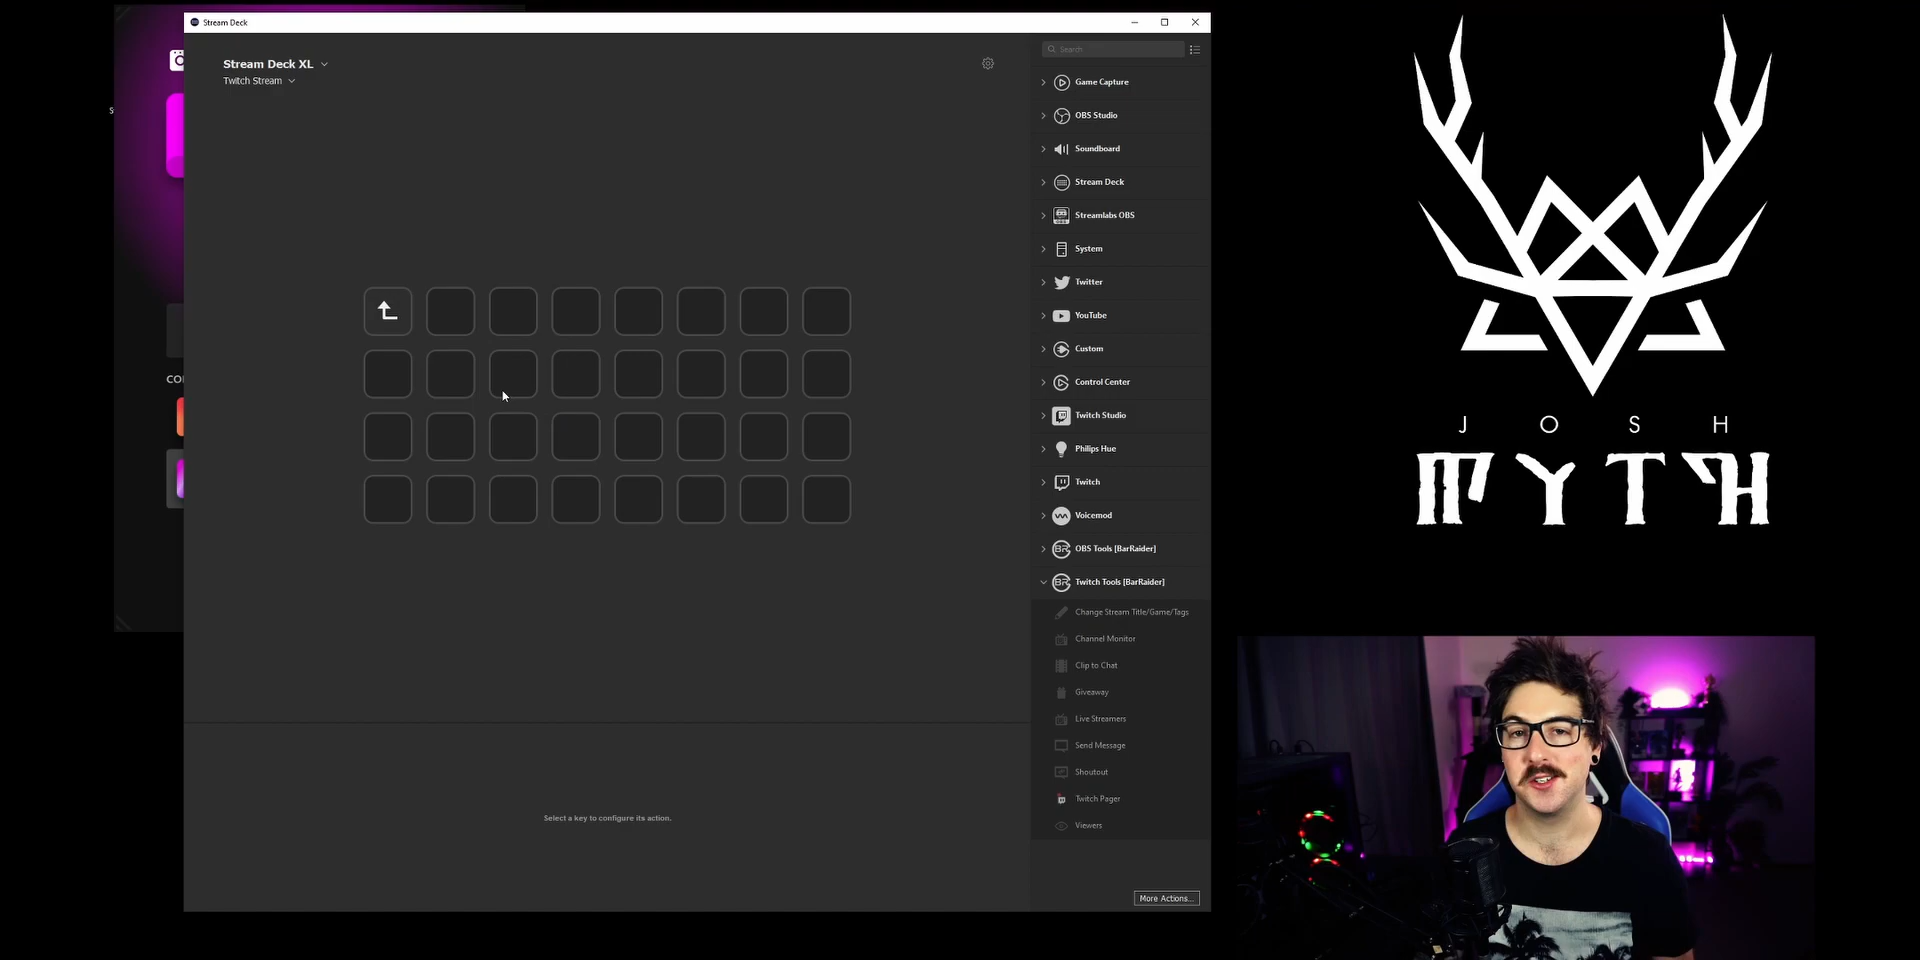 Stream Deck
Stream Deck XL
Twitch Stream
Search
Game Capture
OBS Studio
Soundboard
Stream Deck
Streamlabs OBS
System
Twitter
YouTube
Custom
Control Center
Twitch Studio
Philips Hue
Twitch
Voicemod
OBS Tools [BarRaider]
Twitch Tools [BarRaider]
Change Stream Title/Game/Tags
Channel Monitor
Clip to Chat
Giveaway
Live Streamers
Send Message
Shoutout
Twitch Pager
Viewers
More Actions...
Select a key to configure its action.
JOSH
MYTH